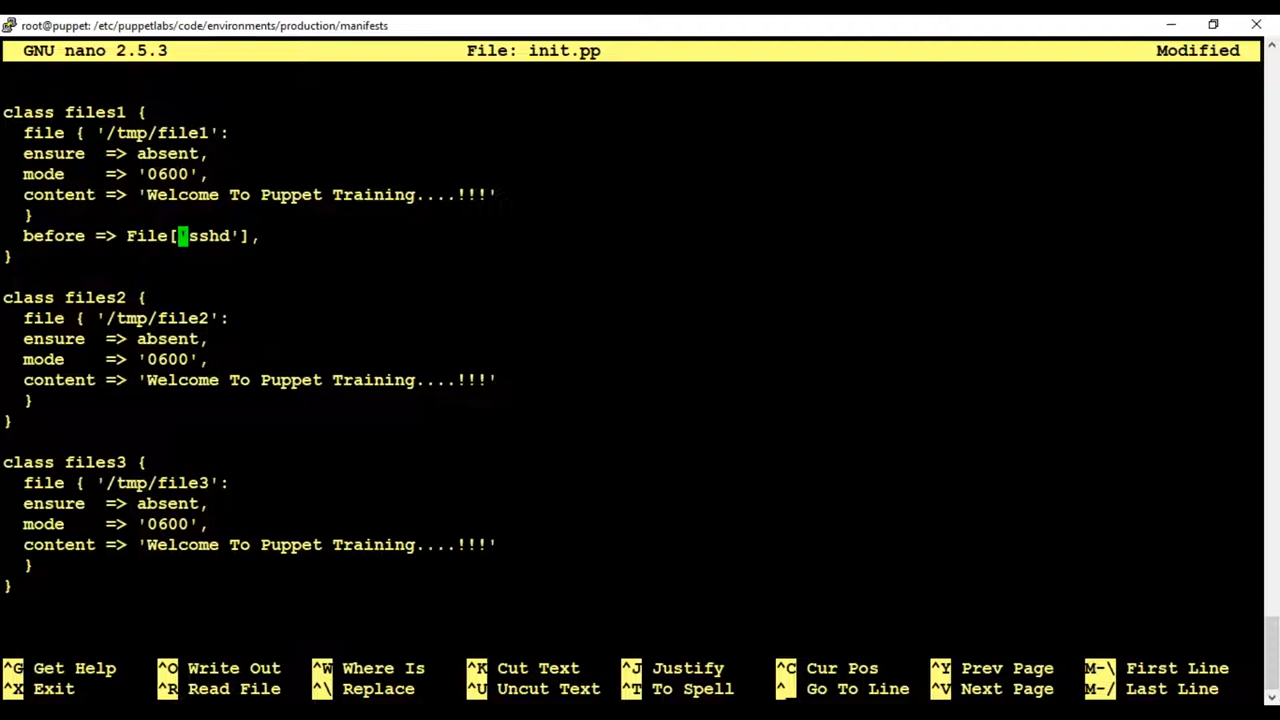 root@puppet: /etc/puppetlabs/code/environments/production/manifests
GNU nano 2.5.3 File: init.pp Modified
class files1 {
file { '/tmp/file1':
ensure => absent,
mode => '0600',
content => 'Welcome To Puppet Training....!!!'
}
before => File['sshd'],
}
class files2 {
file { '/tmp/file2':
ensure => absent,
mode => '0600',
content => 'Welcome To Puppet Training....!!!'
}
}
class files3 {
file { '/tmp/file3':
ensure => absent,
mode => '0600',
content => 'Welcome To Puppet Training....!!!'
}
}
^G Get Help ^O Write Out ^W Where Is ^K Cut Text ^J Justify ^C Cur Pos ^Y Prev Page M-\ First Line
^X Exit ^R Read File ^\ Replace ^U Uncut Text ^T To Spell ^ Go To Line ^V Next Page M-/ Last Line